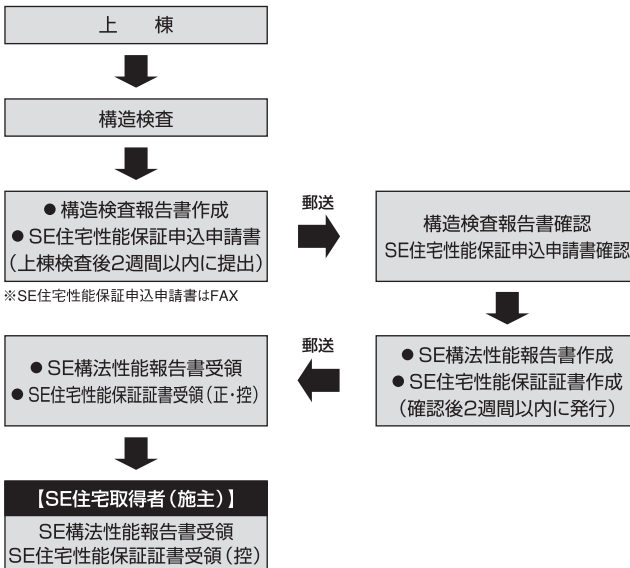 上 棟
構造検査
● 構造検査報告書作成
● SE住宅性能保証申込申請書
(上棟検査後2週間以内に提出)
※SE住宅性能保証申込申請書はFAX
郵送
構造検査報告書確認
SE住宅性能保証申込申請書確認
● SE構法性能報告書作成
● SE住宅性能保証証書作成
(確認後2週間以内に発行)
郵送
● SE構法性能報告書受領
● SE住宅性能保証証書受領(正・控)
【SE住宅取得者(施主)】
SE構法性能報告書受領
SE住宅性能保証証書受領(控)